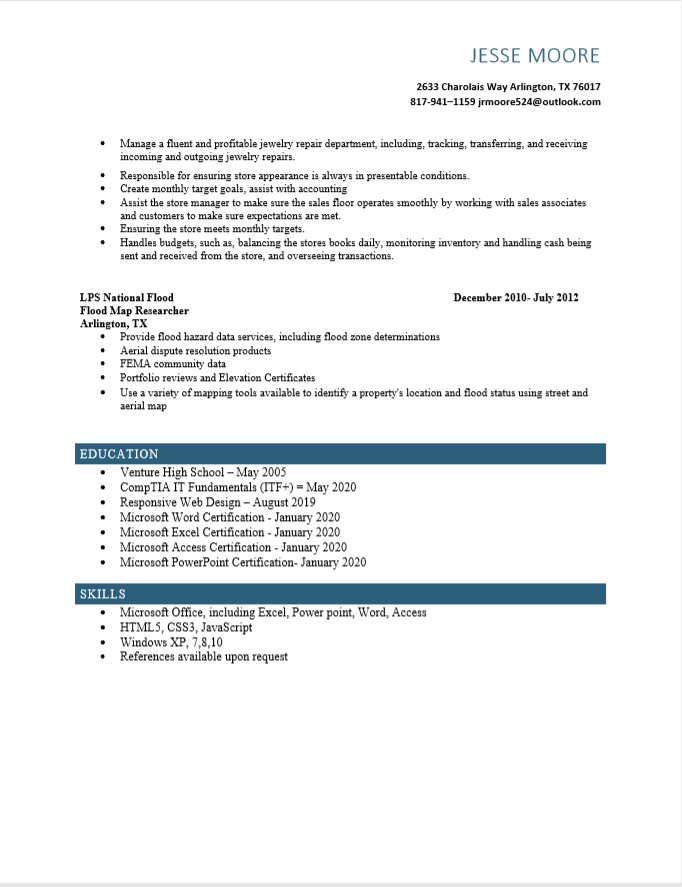 JESSE MOORE
2633 Charolais Way Arlington, TX 76017
817-941–1159 jrmoore524@outlook.com
• Manage a fluent and profitable jewelry repair department, including, tracking, transferring, and receiving
incoming and outgoing jewelry repairs.
• Responsible for ensuring store appearance is always in presentable conditions.
• Create monthly target goals, assist with accounting
• Assist the store manager to make sure the sales floor operates smoothly by working with sales associates
and customers to make sure expectations are met.
• Ensuring the store meets monthly targets.
• Handles budgets, such as, balancing the stores books daily, monitoring inventory and handling cash being
sent and received from the store, and overseeing transactions.
LPS National Flood December 2010- July 2012
Flood Map Researcher
Arlington, TX
• Provide flood hazard data services, including flood zone determinations
• Aerial dispute resolution products
• FEMA community data
• Portfolio reviews and Elevation Certificates
• Use a variety of mapping tools available to identify a property's location and flood status using street and
aerial map
EDUCATION
• Venture High School – May 2005
• CompTIA IT Fundamentals (ITF+) = May 2020
• Responsive Web Design – August 2019
• Microsoft Word Certification - January 2020
• Microsoft Excel Certification - January 2020
• Microsoft Access Certification - January 2020
• Microsoft PowerPoint Certification- January 2020
SKILLS
• Microsoft Office, including Excel, Power point, Word, Access
• HTML5, CSS3, JavaScript
• Windows XP, 7,8,10
• References available upon request